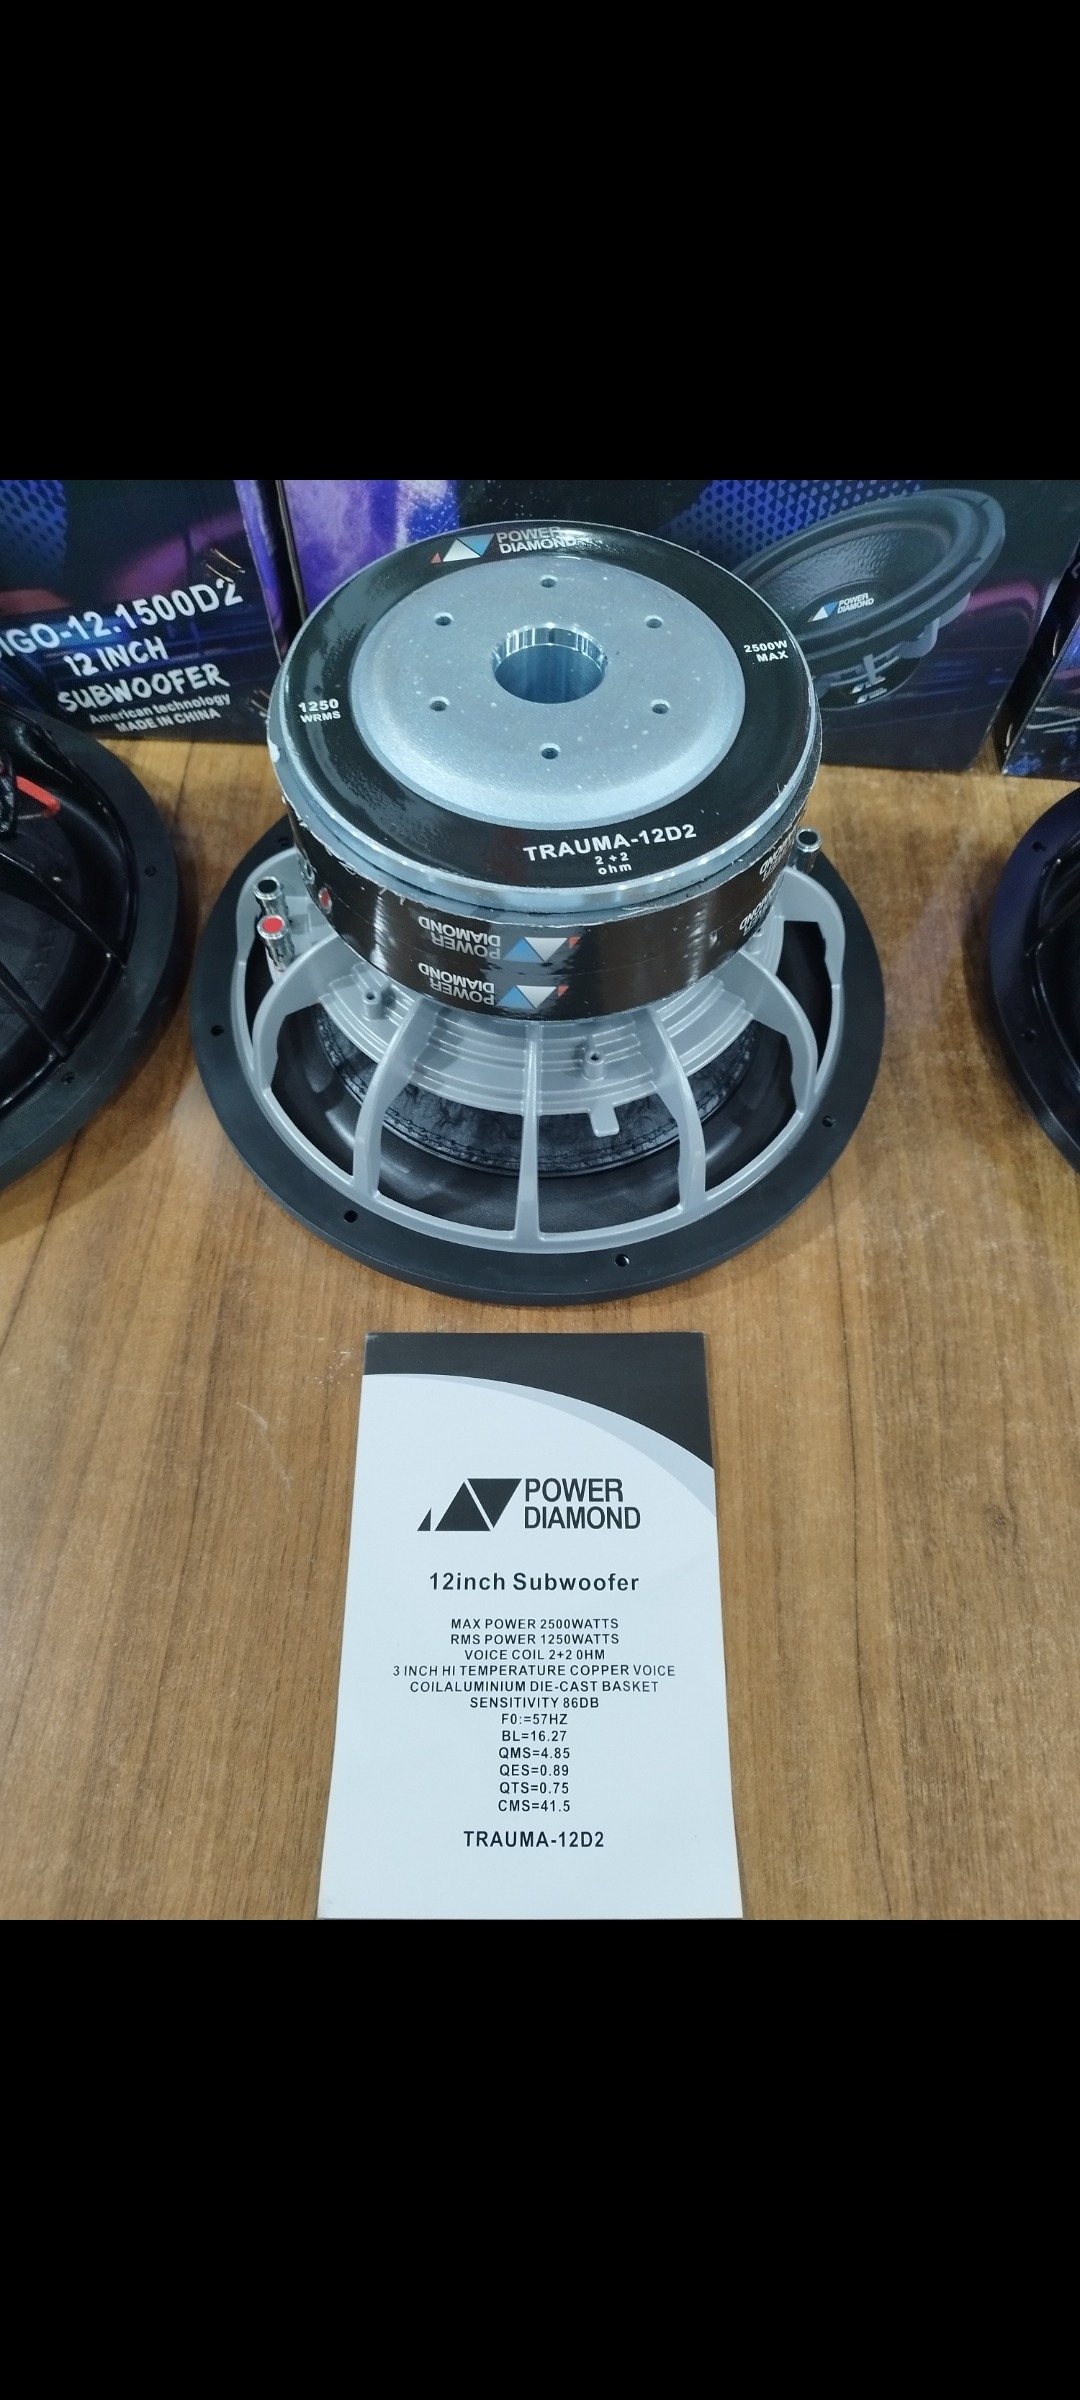 POWER
DIAMOND
1250
WRMS
2500W
MAX
TRAUMA-12D2
2+2
ohm
POWER
DIAMOND
POWER
DIAMOND
IGO-12.1500D2
12 INCH
SUBWOOFER
American technology
MADE IN CHINA
POWER
DIAMOND
POWER
DIAMOND
12inch Subwoofer
MAX POWER 2500WATTS
RMS POWER 1250WATTS
VOICE COIL 2+2 0HM
3 INCH HI TEMPERATURE COPPER VOICE
COILALUMINIUM DIE-CAST BASKET
SENSITIVITY 86DB
F0:=57HZ
BL=16.27
QMS=4.85
QES=0.89
QTS=0.75
CMS=41.5
TRAUMA-12D2